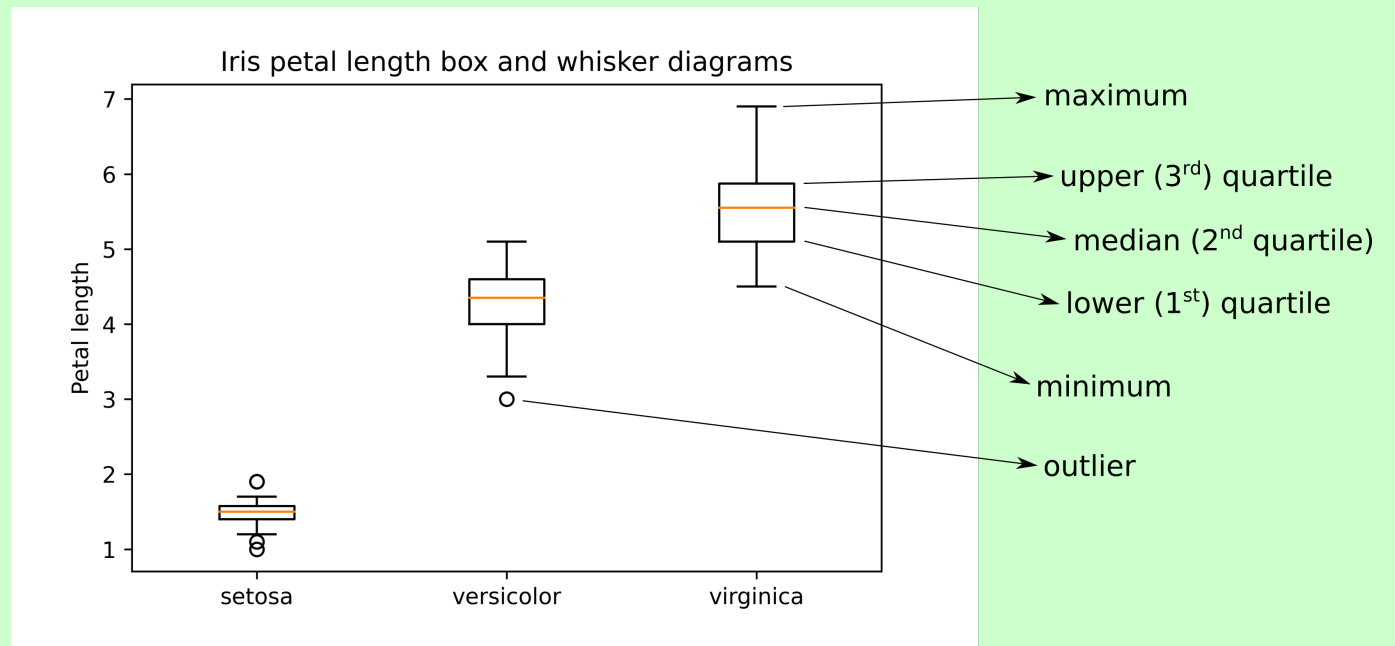 Iris petal length box and whisker diagrams
7
6
5
4
3
2
1
Petal length
setosa versicolor virginica
maximum
upper (3rd) quartile
median (2nd quartile)
lower (1st) quartile
minimum
outlier